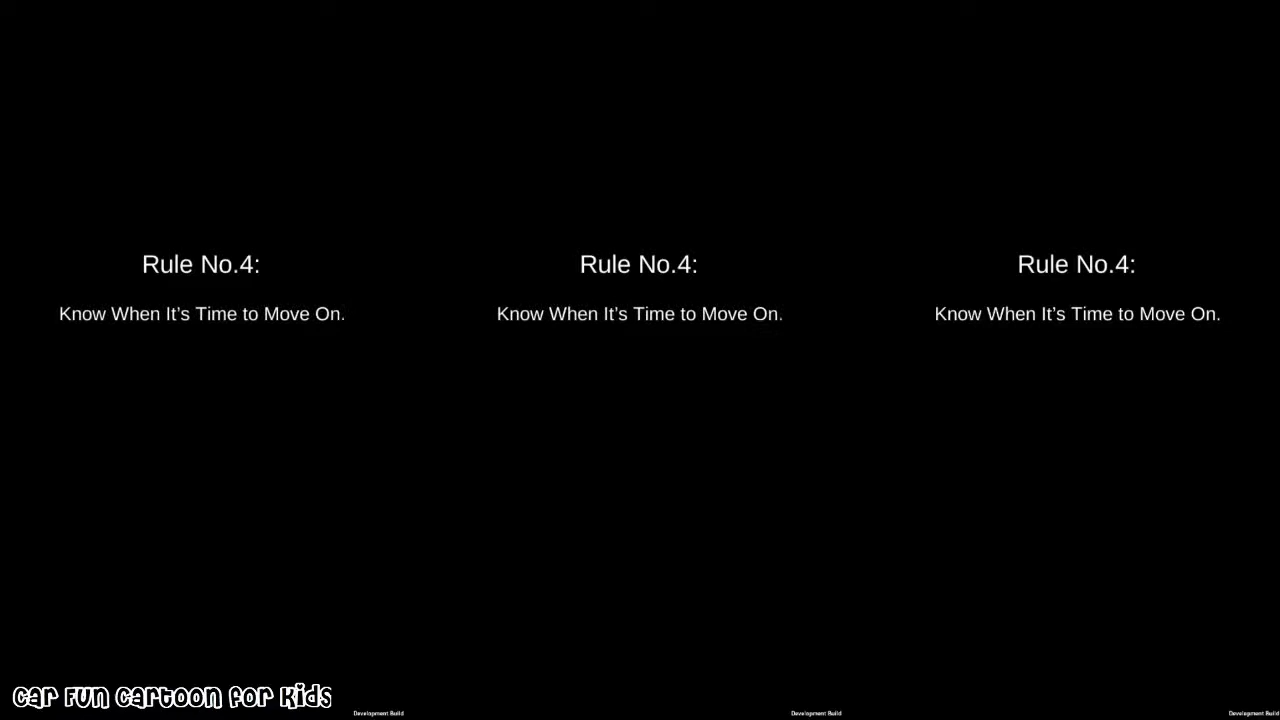 Rule No.4:
Know When It’s Time to Move On.
Rule No.4:
Know When It’s Time to Move On.
Rule No.4:
Know When It’s Time to Move On.
Car Fun Cartoon for Kids
Development Build
Development Build
Development Build